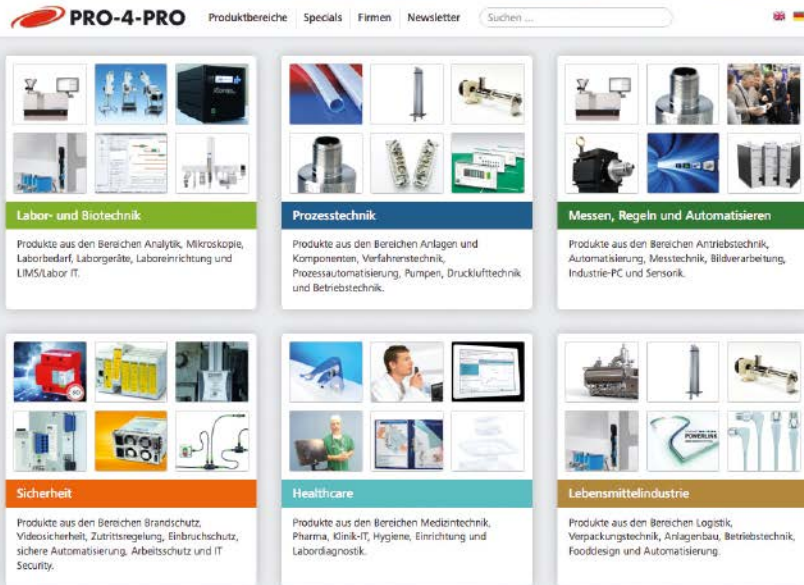 PRO-4-PRO
Produktbereiche Specials Firmen Newsletter Suchen ...
Labor- und Biotechnik
Produkte aus den Bereichen Analytik, Mikroskopie,
Laborbedarf, Laborgeräte, Laboreinrichtung und
LIMS/Labor IT.
Prozesstechnik
Produkte aus den Bereichen Anlagen und
Komponenten, Verfahrenstechnik,
Prozessautomatisierung, Pumpen, Drucklufttechnik
und Betriebstechnik.
Messen, Regeln und Automatisieren
Produkte aus den Bereichen Antriebstechnik,
Automatisierung, Messtechnik, Bildverarbeitung,
Industrie-PC und Sensorik.
POWERLINK
Sicherheit
Produkte aus den Bereichen Brandschutz,
Videosicherheit, Zutrittsregelung, Einbruchschutz,
sichere Automatisierung, Arbeitsschutz und IT
Security.
Healthcare
Produkte aus den Bereichen Medizintechnik,
Pharma, Klinik-IT, Hygiene, Einrichtung und
Labordiagnostik.
Lebensmittelindustrie
Produkte aus den Bereichen Logistik,
Verpackungstechnik, Anlagenbau, Betriebstechnik,
Fooddesign und Automatisierung.